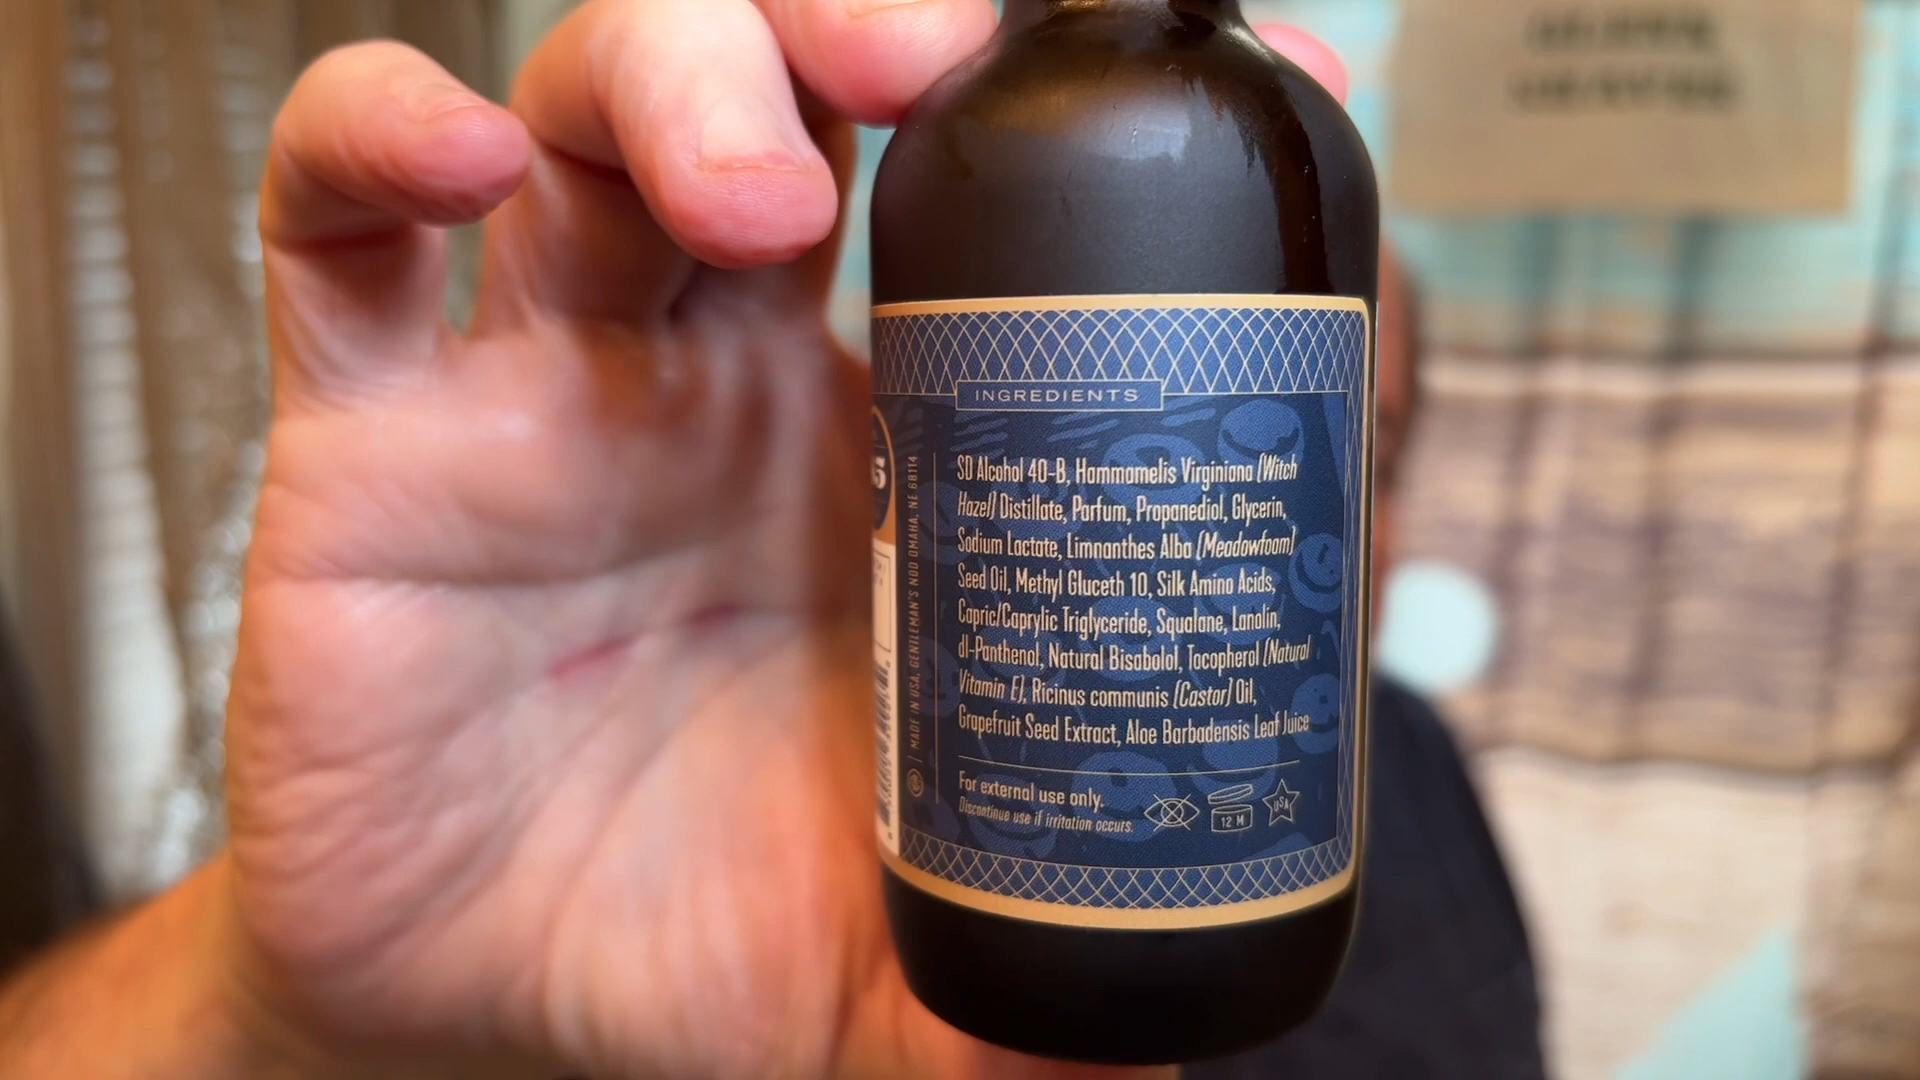 INGREDIENTS
SD Alcohol 40-B, Hammamelis Virginiana (Witch
Hazel) Distillate, Parfum, Propanediol, Glycerin,
Sodium Lactate, Limnanthes Alba (Meadowfoam)
Seed Oil, Methyl Gluceth 10, Silk Amino Acids,
Capric/Caprylic Triglyceride, Squalane, Lanolin,
dl-Panthenol, Natural Bisabolol, Tocopherol (Natural
Vitamin E), Ricinus communis (Castor) Oil,
Grapefruit Seed Extract, Aloe Barbadensis Leaf Juice
For external use only.
Discontinue use if irritation occurs.
12 M
USA
MADE IN USA, GENTLEMAN'S NOD OMAHA, NE 68114